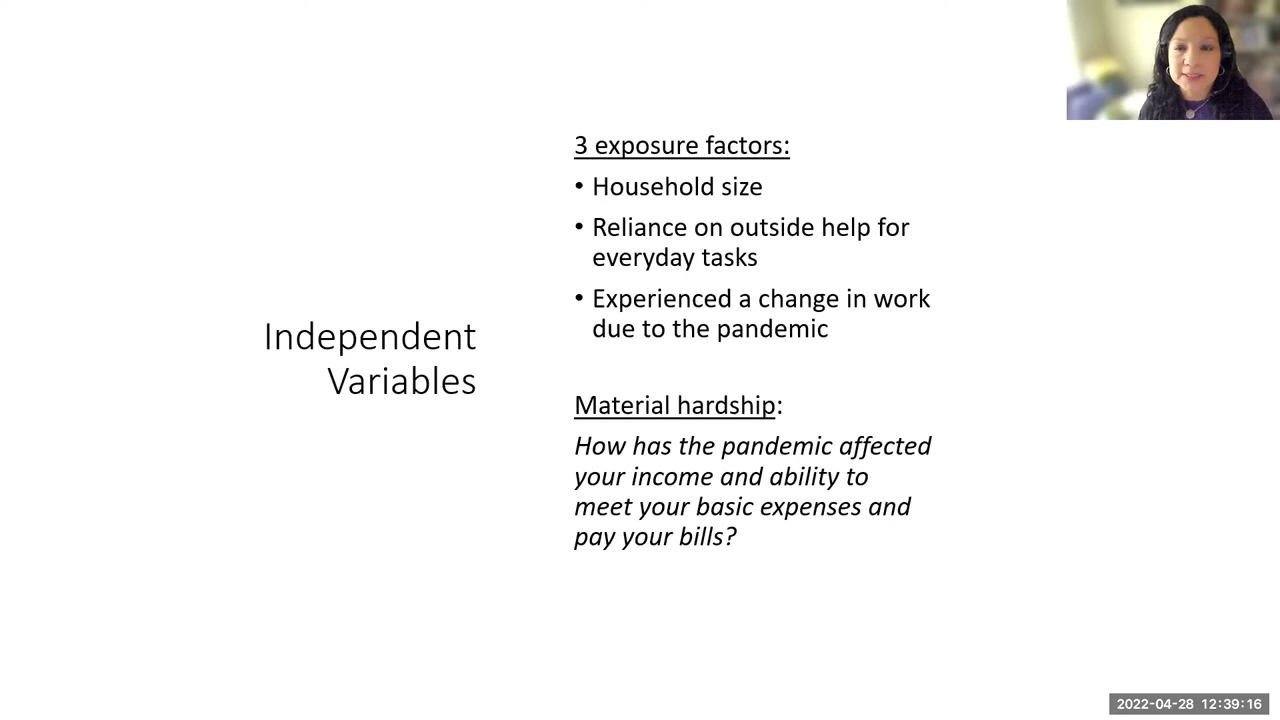 Independent
Variables
3 exposure factors:
• Household size
• Reliance on outside help for
everyday tasks
• Experienced a change in work
due to the pandemic
Material hardship:
How has the pandemic affected
your income and ability to
meet your basic expenses and
pay your bills?
2022-04-28 12:39:16